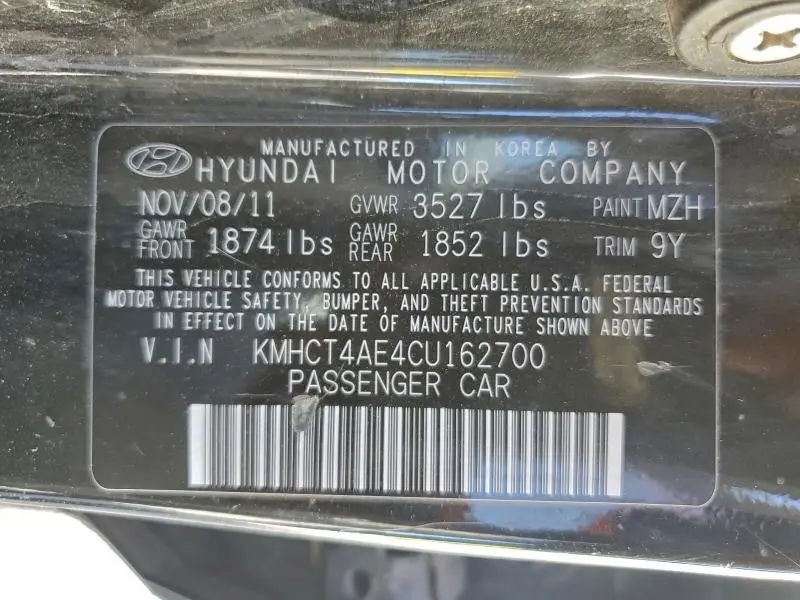 MANUFACTURED IN KOREA BY
HYUNDAI MOTOR COMPANY
NOV/08/11 GVWR 3527 lbs PAINT MZH
GAWR FRONT 1874 lbs GAWR REAR 1852 lbs TRIM 9Y
THIS VEHICLE CONFORMS TO ALL APPLICABLE U.S.A. FEDERAL
MOTOR VEHICLE SAFETY, BUMPER, AND THEFT PREVENTION STANDARDS
IN EFFECT ON THE DATE OF MANUFACTURE SHOWN ABOVE
V.I.N KMHCT4AE4CU162700
PASSENGER CAR